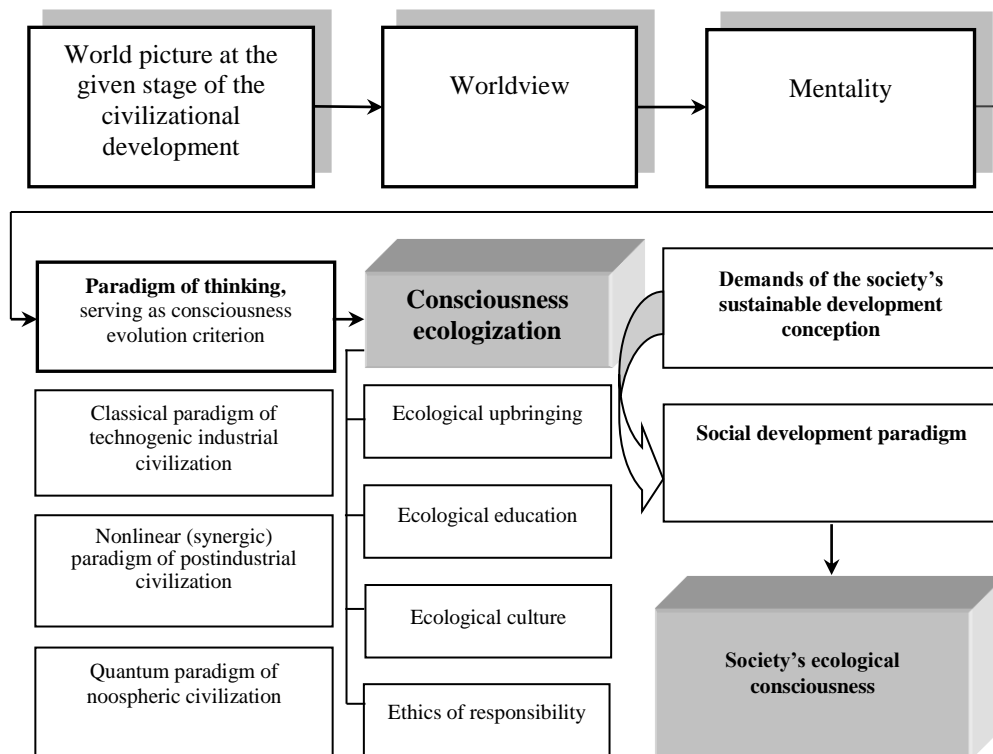 World picture at the
given stage of the
civilizational
development
Worldview
Mentality
Paradigm of thinking,
serving as consciousness
evolution criterion
Consciousness
ecologization
Demands of the society’s
sustainable development
conception
Classical paradigm of
technogenic industrial
civilization
Ecological upbringing
Social development paradigm
Nonlinear (synergic)
paradigm of postindustrial
civilization
Ecological education
Ecological culture
Quantum paradigm of
noospheric civilization
Ethics of responsibility
Society’s ecological
consciousness